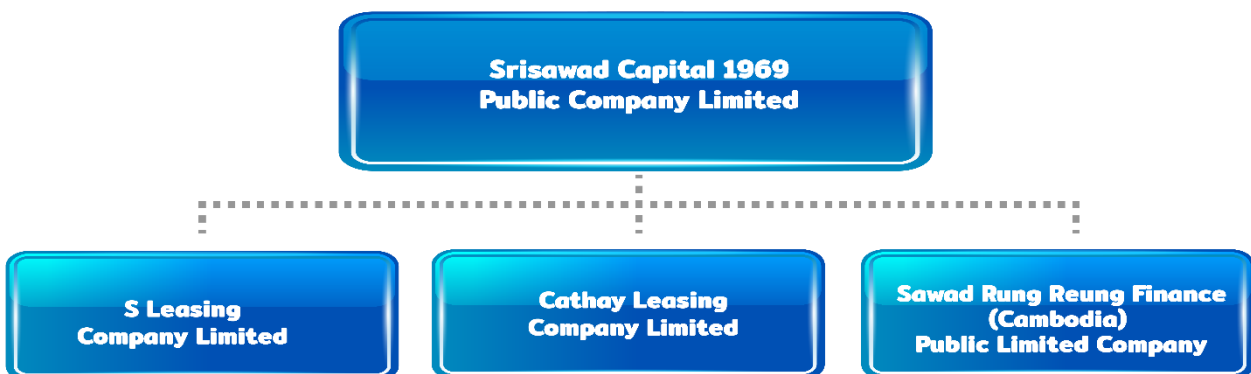 Srisawad Capital 1969
Public Company Limited
S Leasing
Company Limited
Cathay Leasing
Company Limited
Sawad Rung Reung Finance
(Cambodia)
Public Limited Company